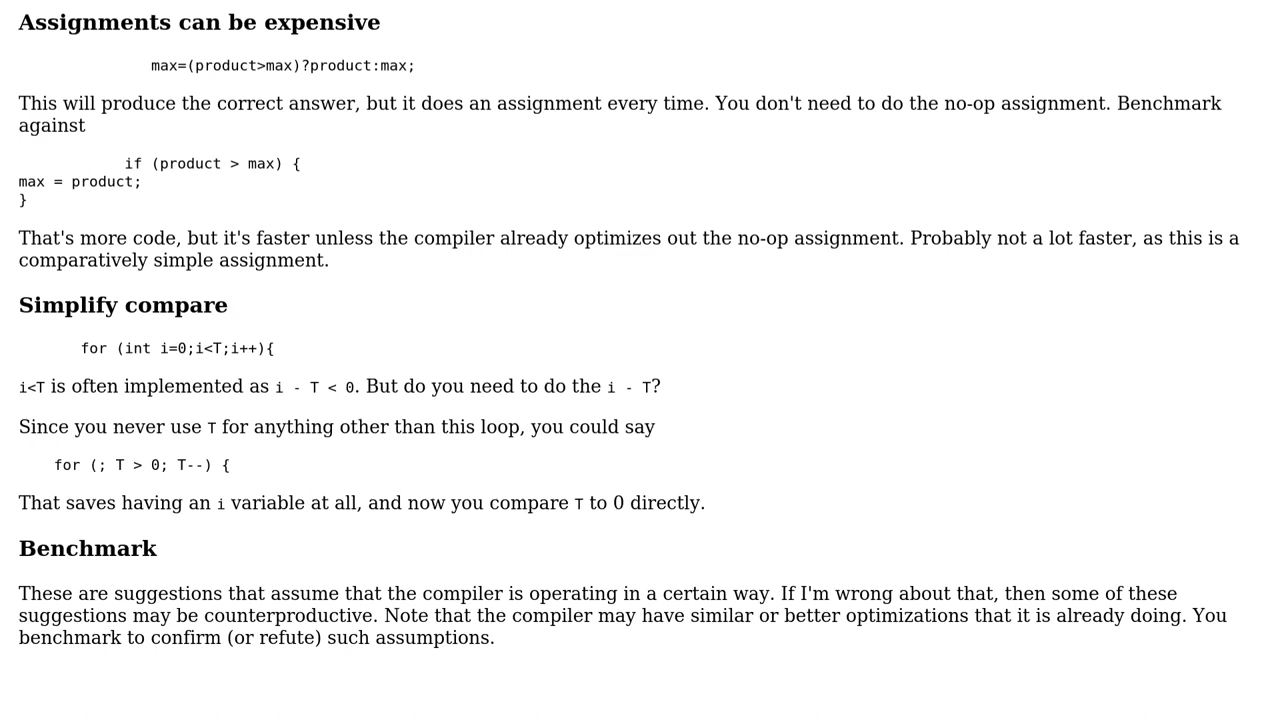 Assignments can be expensive
max=(product>max)?product:max;
This will produce the correct answer, but it does an assignment every time. You don't need to do the no-op assignment. Benchmark
against
if (product > max) {
max = product;
}
That's more code, but it's faster unless the compiler already optimizes out the no-op assignment. Probably not a lot faster, as this is a
comparatively simple assignment.
Simplify compare
for (int i=0;i<T;i++){
i<T is often implemented as i - T < 0. But do you need to do the i - T?
Since you never use T for anything other than this loop, you could say
for (; T > 0; T--) {
That saves having an i variable at all, and now you compare T to 0 directly.
Benchmark
These are suggestions that assume that the compiler is operating in a certain way. If I'm wrong about that, then some of these
suggestions may be counterproductive. Note that the compiler may have similar or better optimizations that it is already doing. You
benchmark to confirm (or refute) such assumptions.